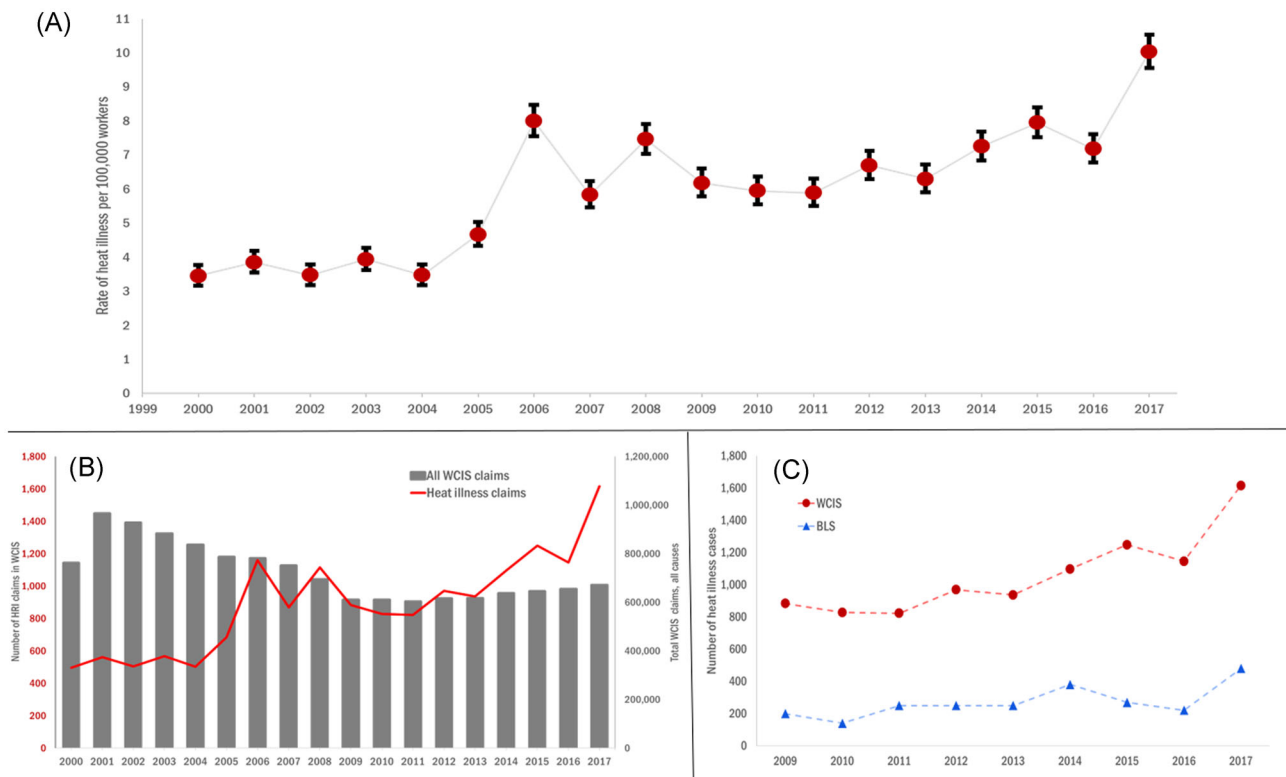 (A)
Rate of heat illness per 100,000 workers
11
10
9
8
7
6
5
4
3
2
1
0
1999 2000 2001 2002 2003 2004 2005 2006 2007 2008 2009 2010 2011 2012 2013 2014 2015 2016 2017
(B)
Number of HRI claims in WCIS
1,800
1,600
1,400
1,200
1,000
800
600
400
200
0
All WCIS claims
Heat illness claims
1,200,000
1,000,000
800,000
600,000
400,000
200,000
0
Total WCIS claims, all causes
2000 2001 2002 2003 2004 2005 2006 2007 2008 2009 2010 2011 2012 2013 2014 2015 2016 2017
(C)
Number of heat illness cases
1,800
1,600
1,400
1,200
1,000
800
600
400
200
0
WCIS
BLS
2009 2010 2011 2012 2013 2014 2015 2016 2017